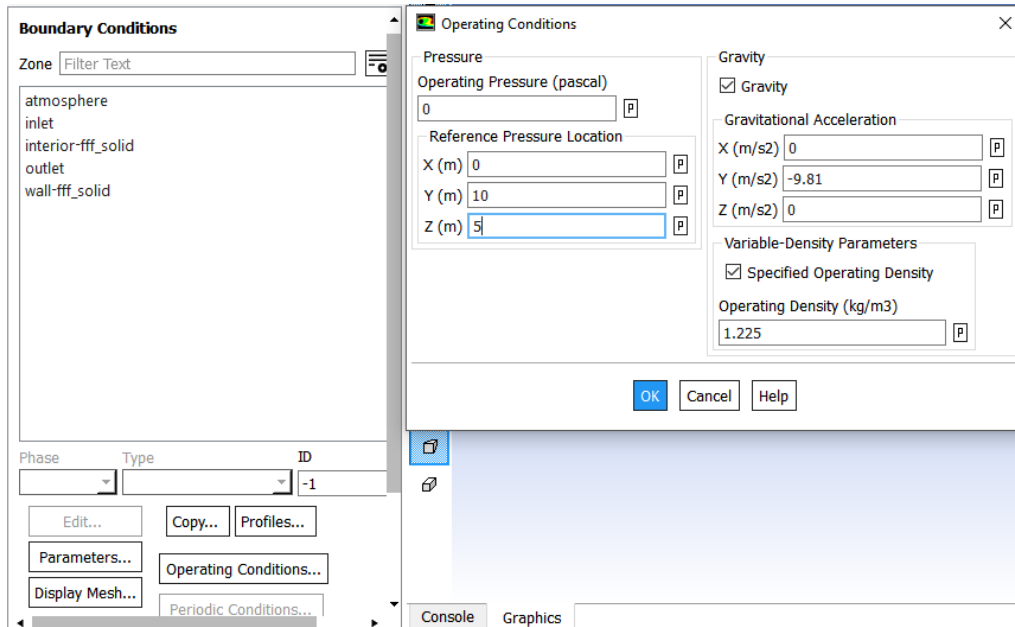 Boundary Conditions
Zone Filter Text
atmosphere
inlet
interior-fff_solid
outlet
wall-fff_solid
Phase Type ID
-1
Edit... Copy... Profiles...
Parameters... Operating Conditions...
Display Mesh...
Periodic Conditions...
Operating Conditions
Pressure
Operating Pressure (pascal)
0 P
Reference Pressure Location
X (m) 0 P
Y (m) 10 P
Z (m) 5 P
Gravity
Gravity
Gravitational Acceleration
X (m/s2) 0 P
Y (m/s2) -9.81 P
Z (m/s2) 0 P
Variable-Density Parameters
Specified Operating Density
Operating Density (kg/m3)
1.225 P
OK Cancel Help
Console Graphics